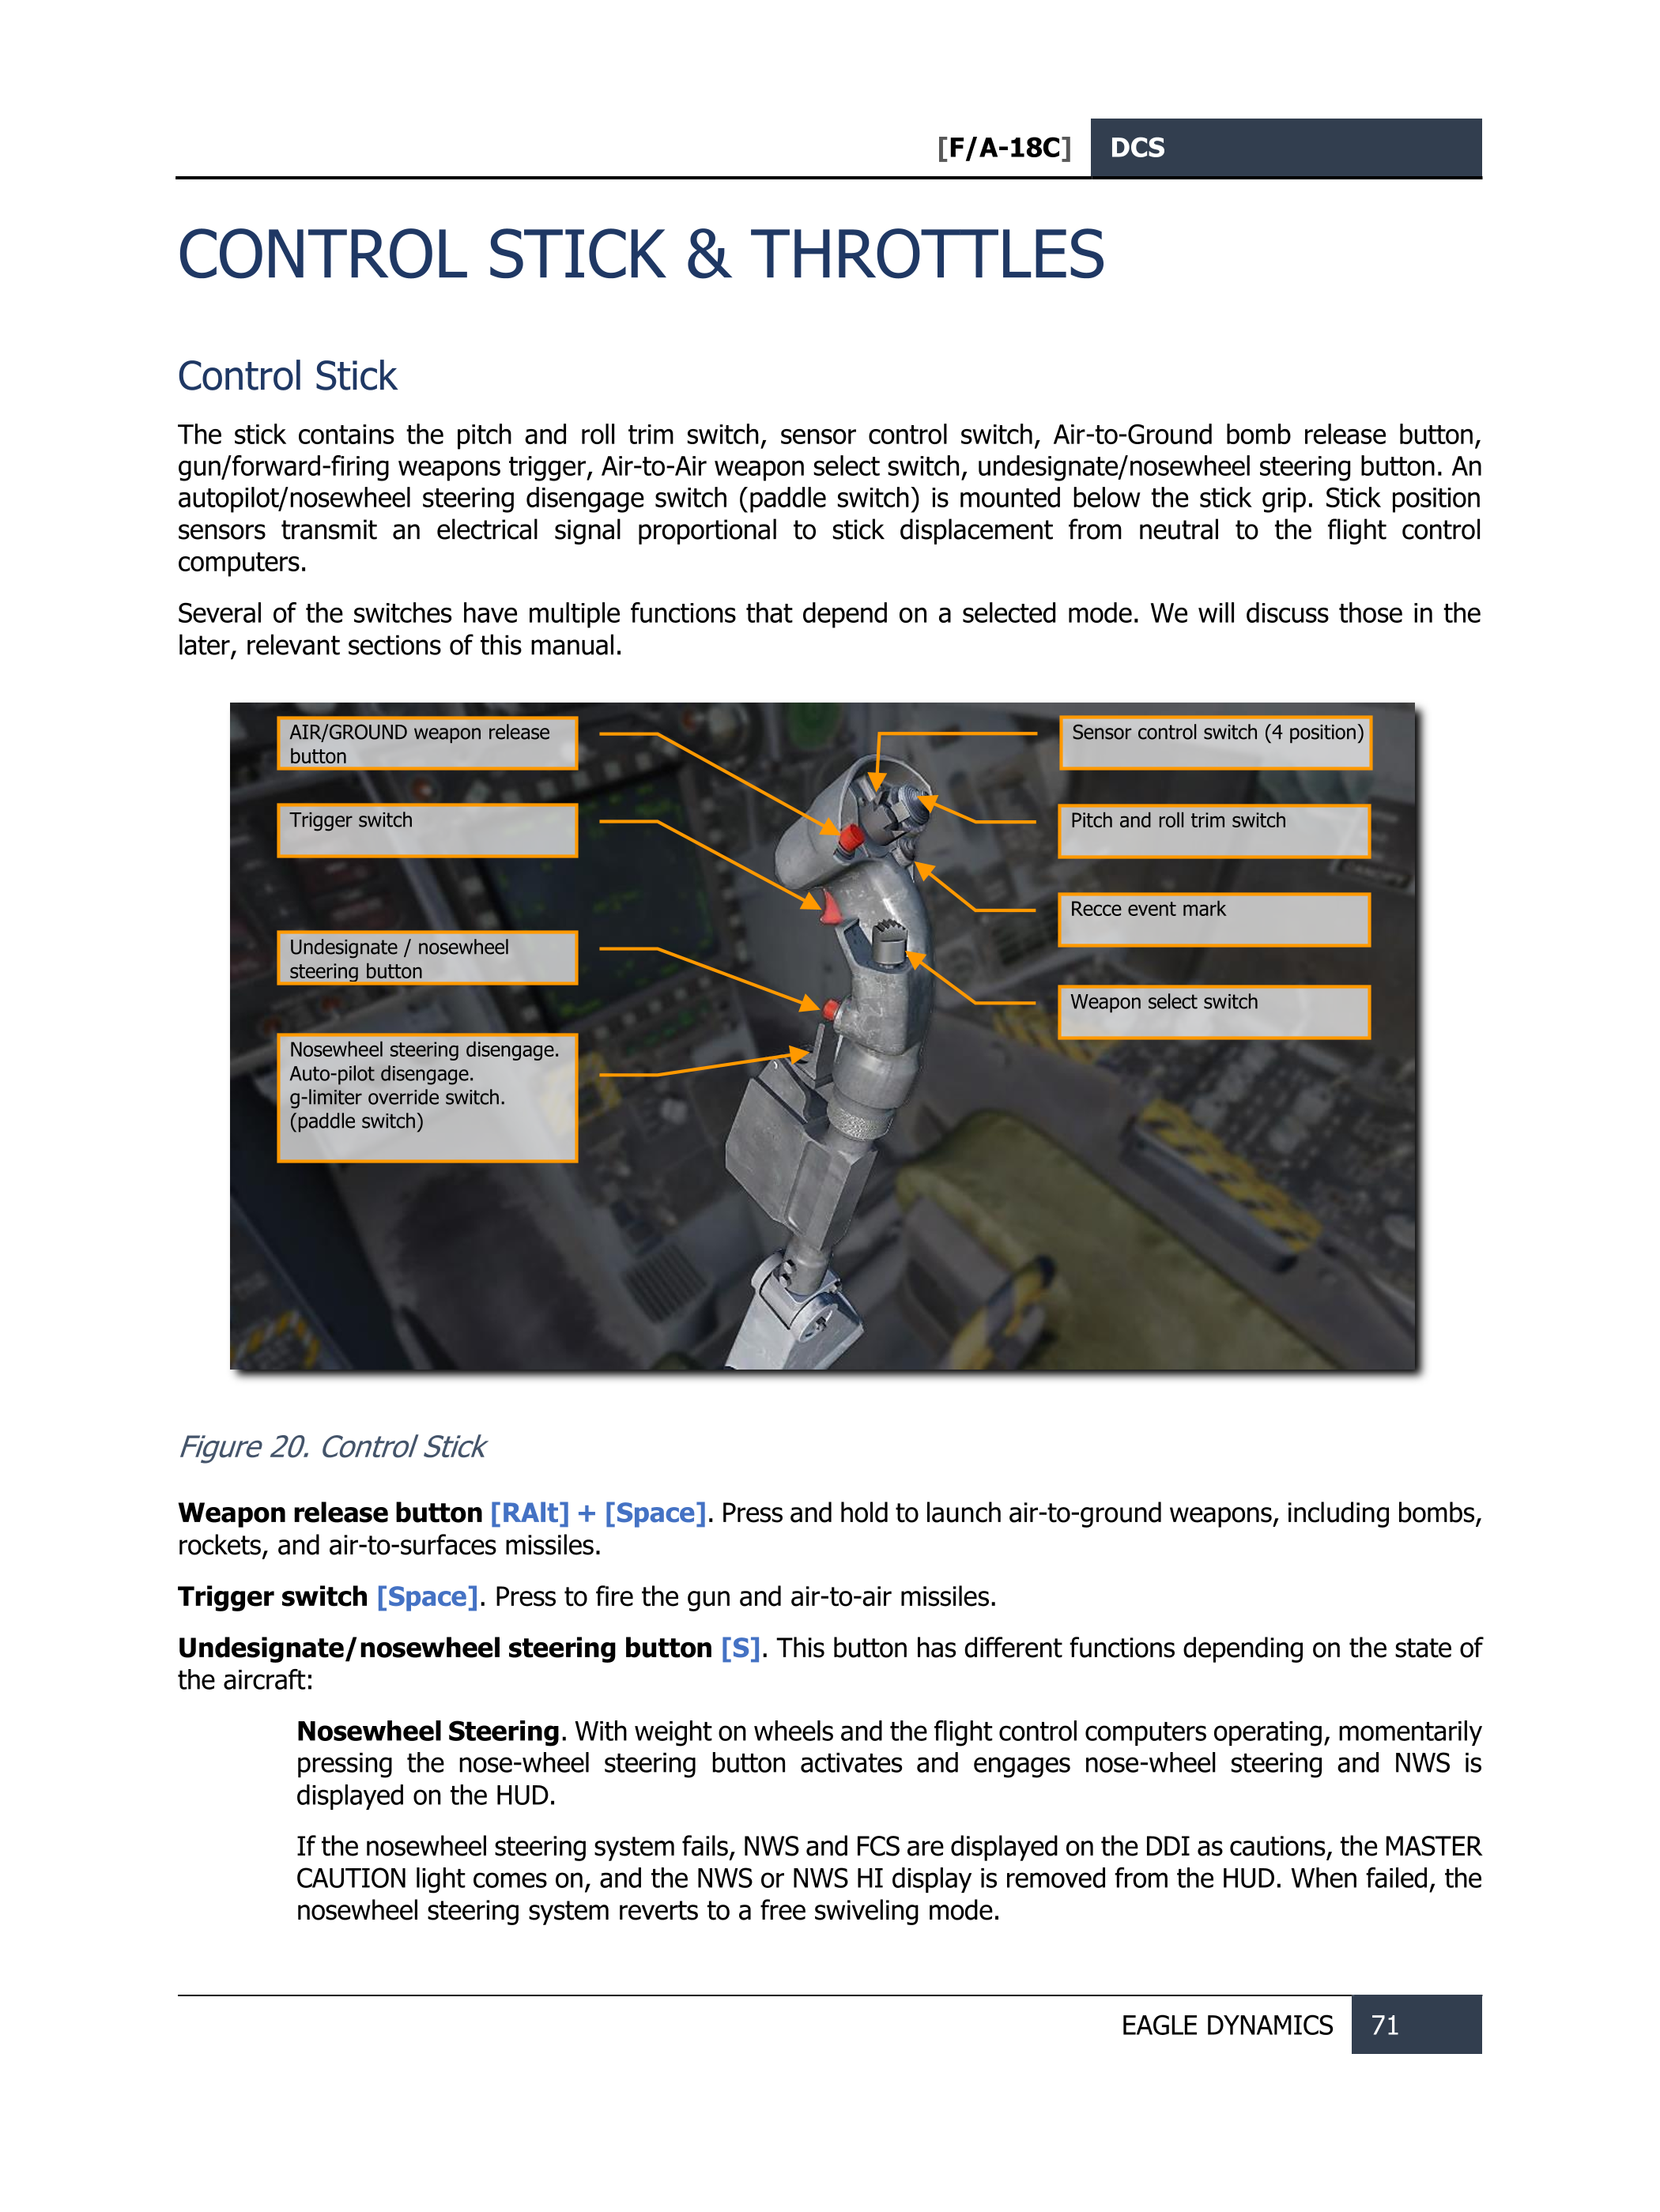 [F/A-18C] DCS
CONTROL STICK & THROTTLES
Control Stick
The stick contains the pitch and roll trim switch, sensor control switch, Air-to-Ground bomb release button,
gun/forward-firing weapons trigger, Air-to-Air weapon select switch, undesignate/nosewheel steering button. An
autopilot/nosewheel steering disengage switch (paddle switch) is mounted below the stick grip. Stick position
sensors transmit an electrical signal proportional to stick displacement from neutral to the flight control
computers.
Several of the switches have multiple functions that depend on a selected mode. We will discuss those in the
later, relevant sections of this manual.
AIR/GROUND weapon release
button
Trigger switch
Undesignate / nosewheel
steering button
Nosewheel steering disengage.
Auto-pilot disengage.
g-limiter override switch.
(paddle switch)
Sensor control switch (4 position)
Pitch and roll trim switch
Recce event mark
Weapon select switch
Figure 20. Control Stick
Weapon release button [RAlt] + [Space]. Press and hold to launch air-to-ground weapons, including bombs,
rockets, and air-to-surfaces missiles.
Trigger switch [Space]. Press to fire the gun and air-to-air missiles.
Undesignate/nosewheel steering button [S]. This button has different functions depending on the state of
the aircraft:
Nosewheel Steering. With weight on wheels and the flight control computers operating, momentarily
pressing the nose-wheel steering button activates and engages nose-wheel steering and NWS is
displayed on the HUD.
If the nosewheel steering system fails, NWS and FCS are displayed on the DDI as cautions, the MASTER
CAUTION light comes on, and the NWS or NWS HI display is removed from the HUD. When failed, the
nosewheel steering system reverts to a free swiveling mode.
EAGLE DYNAMICS 71